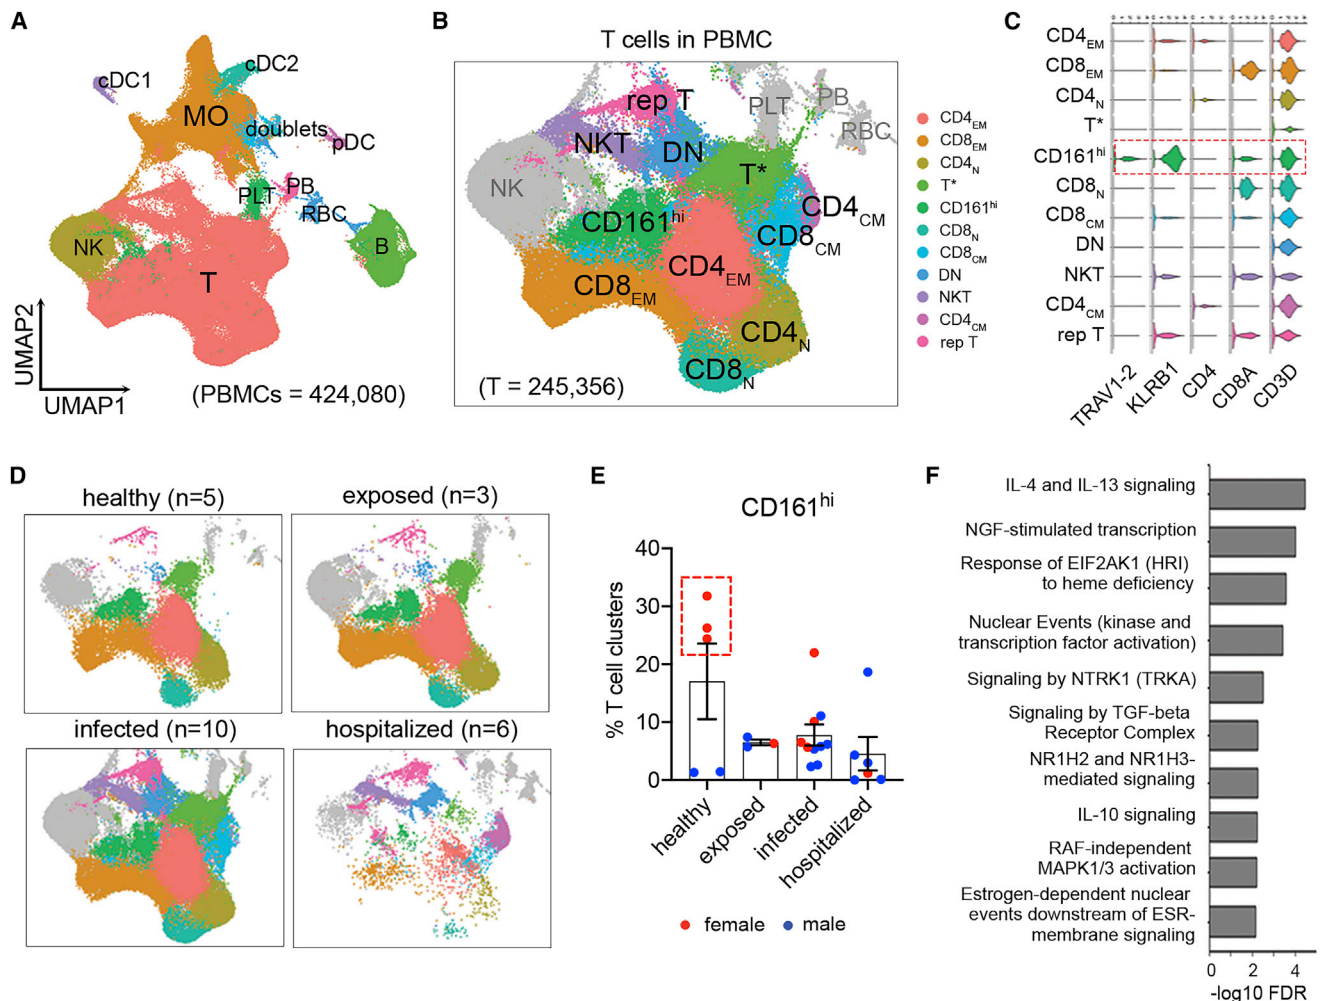 A
cDC1
cDC2
MO
doublets
pDC
PLT
PB
RBC
NK
T
B
UMAP2
UMAP1
(PBMCs = 424,080)
B
T cells in PBMC
rep T
PLT
PB
RBC
NKT
DN
T*
NK
CD161hi
CD4CM
CD8CM
CD4EM
CD8EM
CD4N
CD8N
(T = 245,356)
CD4EM
CD8EM
CD4N
T*
CD161hi
CD8N
CD8CM
DN
NKT
CD4CM
rep T
C
CD4EM
CD8EM
CD4N
T*
CD161hi
CD8N
CD8CM
DN
NKT
CD4CM
rep T
TRAV1-2
KLRB1
CD4
CD8A
CD3D
D
healthy (n=5)
exposed (n=3)
infected (n=10)
hospitalized (n=6)
E
CD161hi
% T cell clusters
40
30
20
10
0
healthy
exposed
infected
hospitalized
female
male
F
IL-4 and IL-13 signaling
NGF-stimulated transcription
Response of EIF2AK1 (HRI)
to heme deficiency
Nuclear Events (kinase and
transcription factor activation)
Signaling by NTRK1 (TRKA)
Signaling by TGF-beta
Receptor Complex
NR1H2 and NR1H3-
mediated signaling
IL-10 signaling
RAF-independent
MAPK1/3 activation
Estrogen-dependent nuclear
events downstream of ESR-
membrane signaling
0 2 4
-log10 FDR